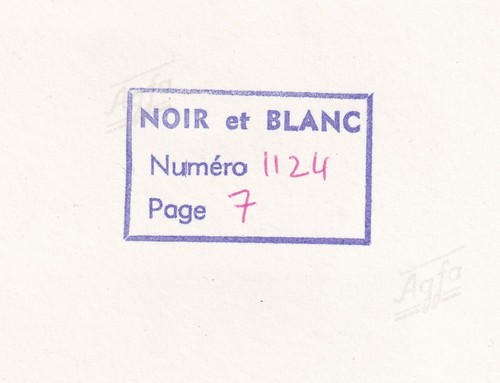 Agfa
NOIR et BLANC
Numéro 1124
Page 7
Agfa